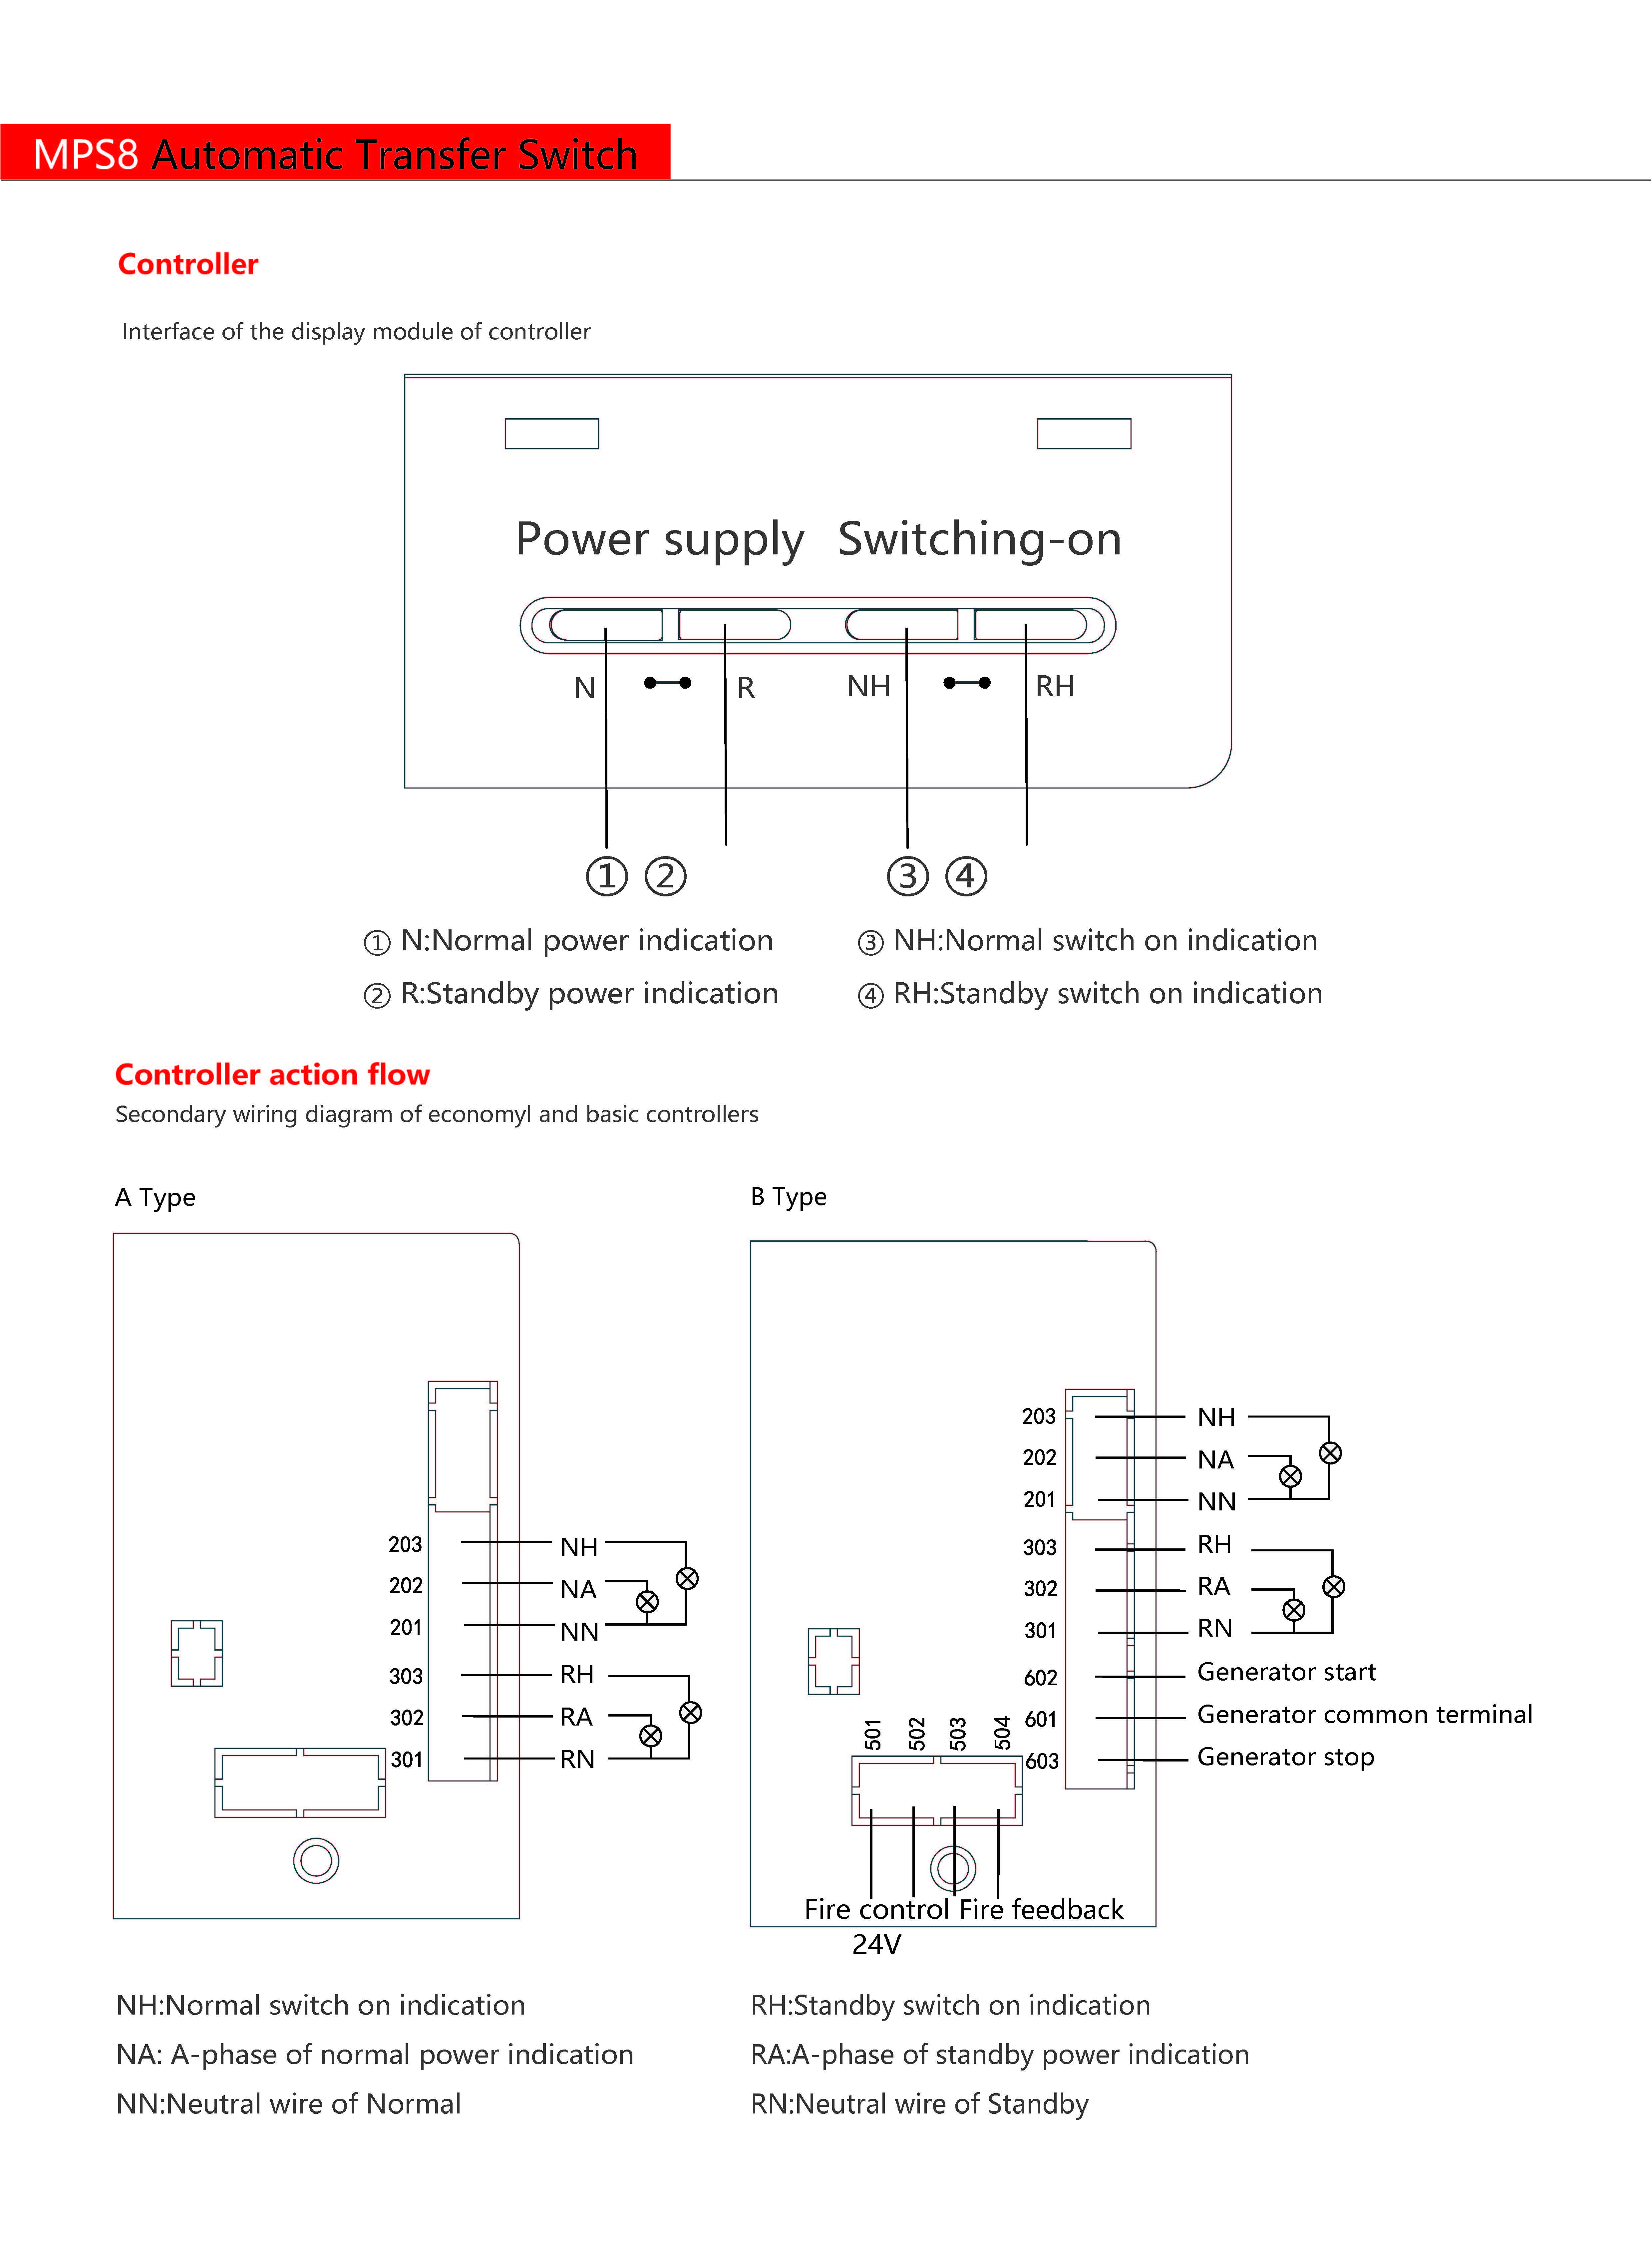 MPS8 Automatic Transfer Switch
Controller
Interface of the display module of controller
Power supply Switching-on
N R NH RH
① ② ③ ④
① N:Normal power indication ③ NH:Normal switch on indication
② R:Standby power indication ④ RH:Standby switch on indication
Controller action flow
Secondary wiring diagram of economyl and basic controllers
A Type
203 NH
202 NA
201 NN
303 RH
302 RA
301 RN
B Type
203 NH
202 NA
201 NN
303 RH
302 RA
301 RN
602 Generator start
601 Generator common terminal
603 Generator stop
501 502 503 504
Fire control Fire feedback
24V
NH:Normal switch on indication
NA: A-phase of normal power indication
NN:Neutral wire of Normal
RH:Standby switch on indication
RA:A-phase of standby power indication
RN:Neutral wire of Standby